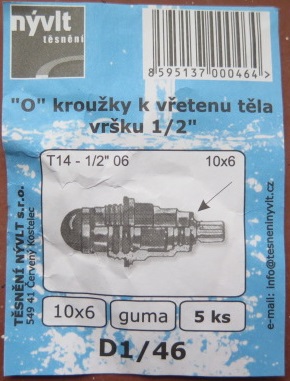 nývlt
těsnění
8 595137 000464 >
"O" kroužky k vřetenu těla
vršku 1/2"
T14 - 1/2" 06
10x6
TĚSNĚNÍ NÝVLT s.r.o.
549 41 Červený Kostelec
e-mail: info@tesneninyvlt.cz
10x6
guma
5 ks
D1/46